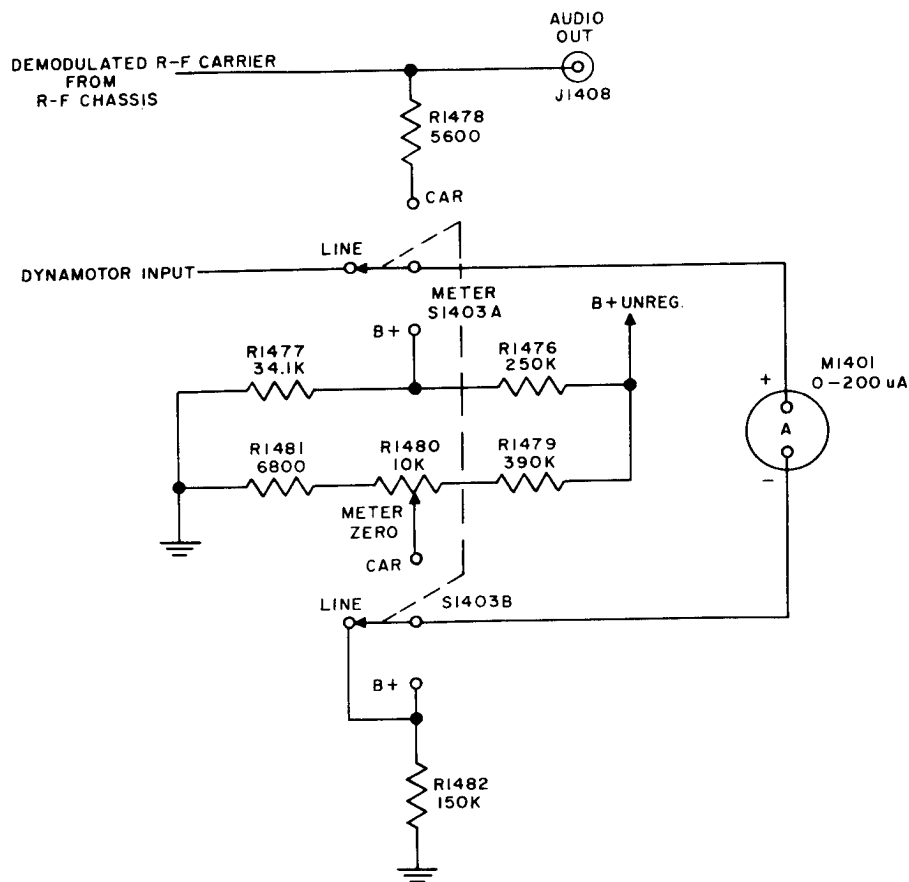 AUDIO
OUT
J1408
DEMODULATED R-F CARRIER
FROM
R-F CHASSIS
R1478
5600
CAR
LINE
DYNAMOTOR INPUT
METER
S1403A
B+ UNREG.
B+
R1477
34.1K
R1476
250K
M1401
0-200 uA
+
A
-
R1481
6800
R1480
10K
R1479
390K
METER
ZERO
CAR
LINE
S1403B
B+
R1482
150K